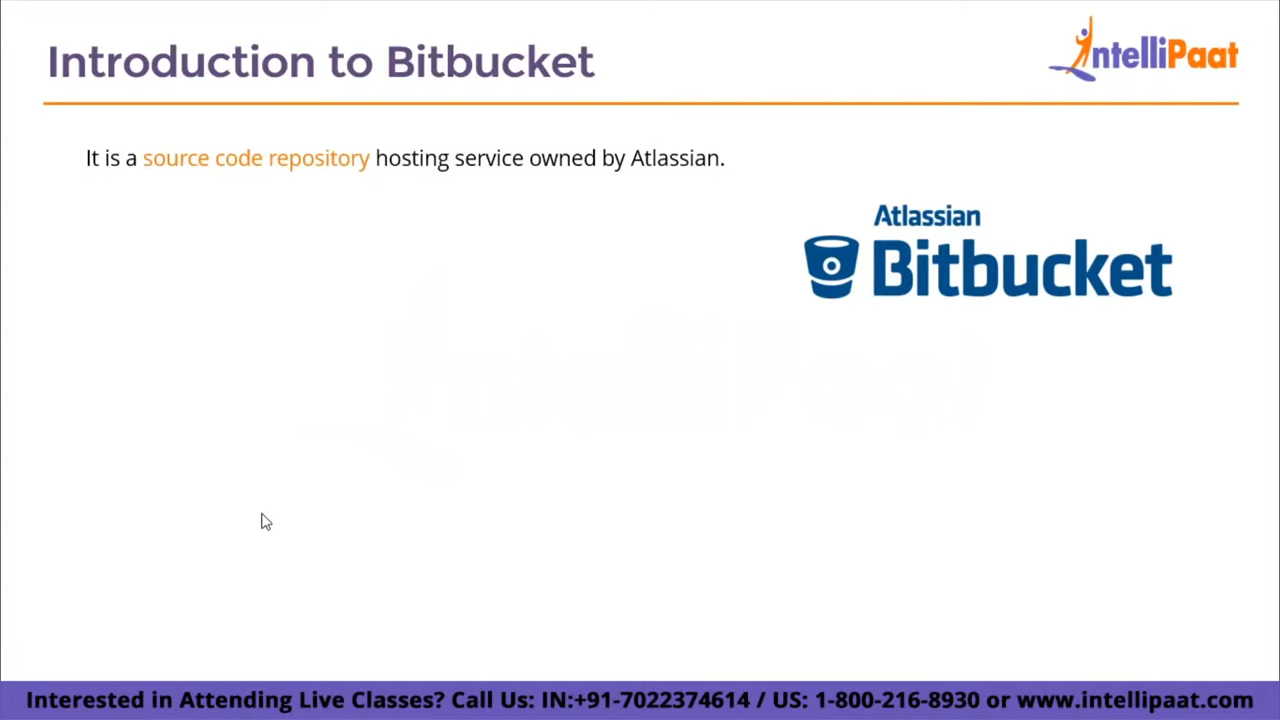 Introduction to Bitbucket
IntelliPaat
It is a source code repository hosting service owned by Atlassian.
Atlassian
Bitbucket
IntelliPaat
Interested in Attending Live Classes? Call Us: IN:+91-7022374614 / US: 1-800-216-8930 or www.intellipaat.com